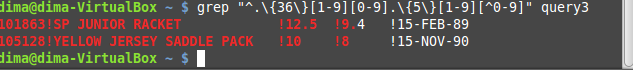 dima@dima-VirtualBox ~ $ grep "^.\{36\}[1-9][0-9].\{5\}[1-9][^0-9]" query3
101863!SP JUNIOR RACKET        !12.5  !9.4   !15-FEB-89
105128!YELLOW JERSEY SADDLE PACK   !10    !8     !15-NOV-90
dima@dima-VirtualBox ~ $